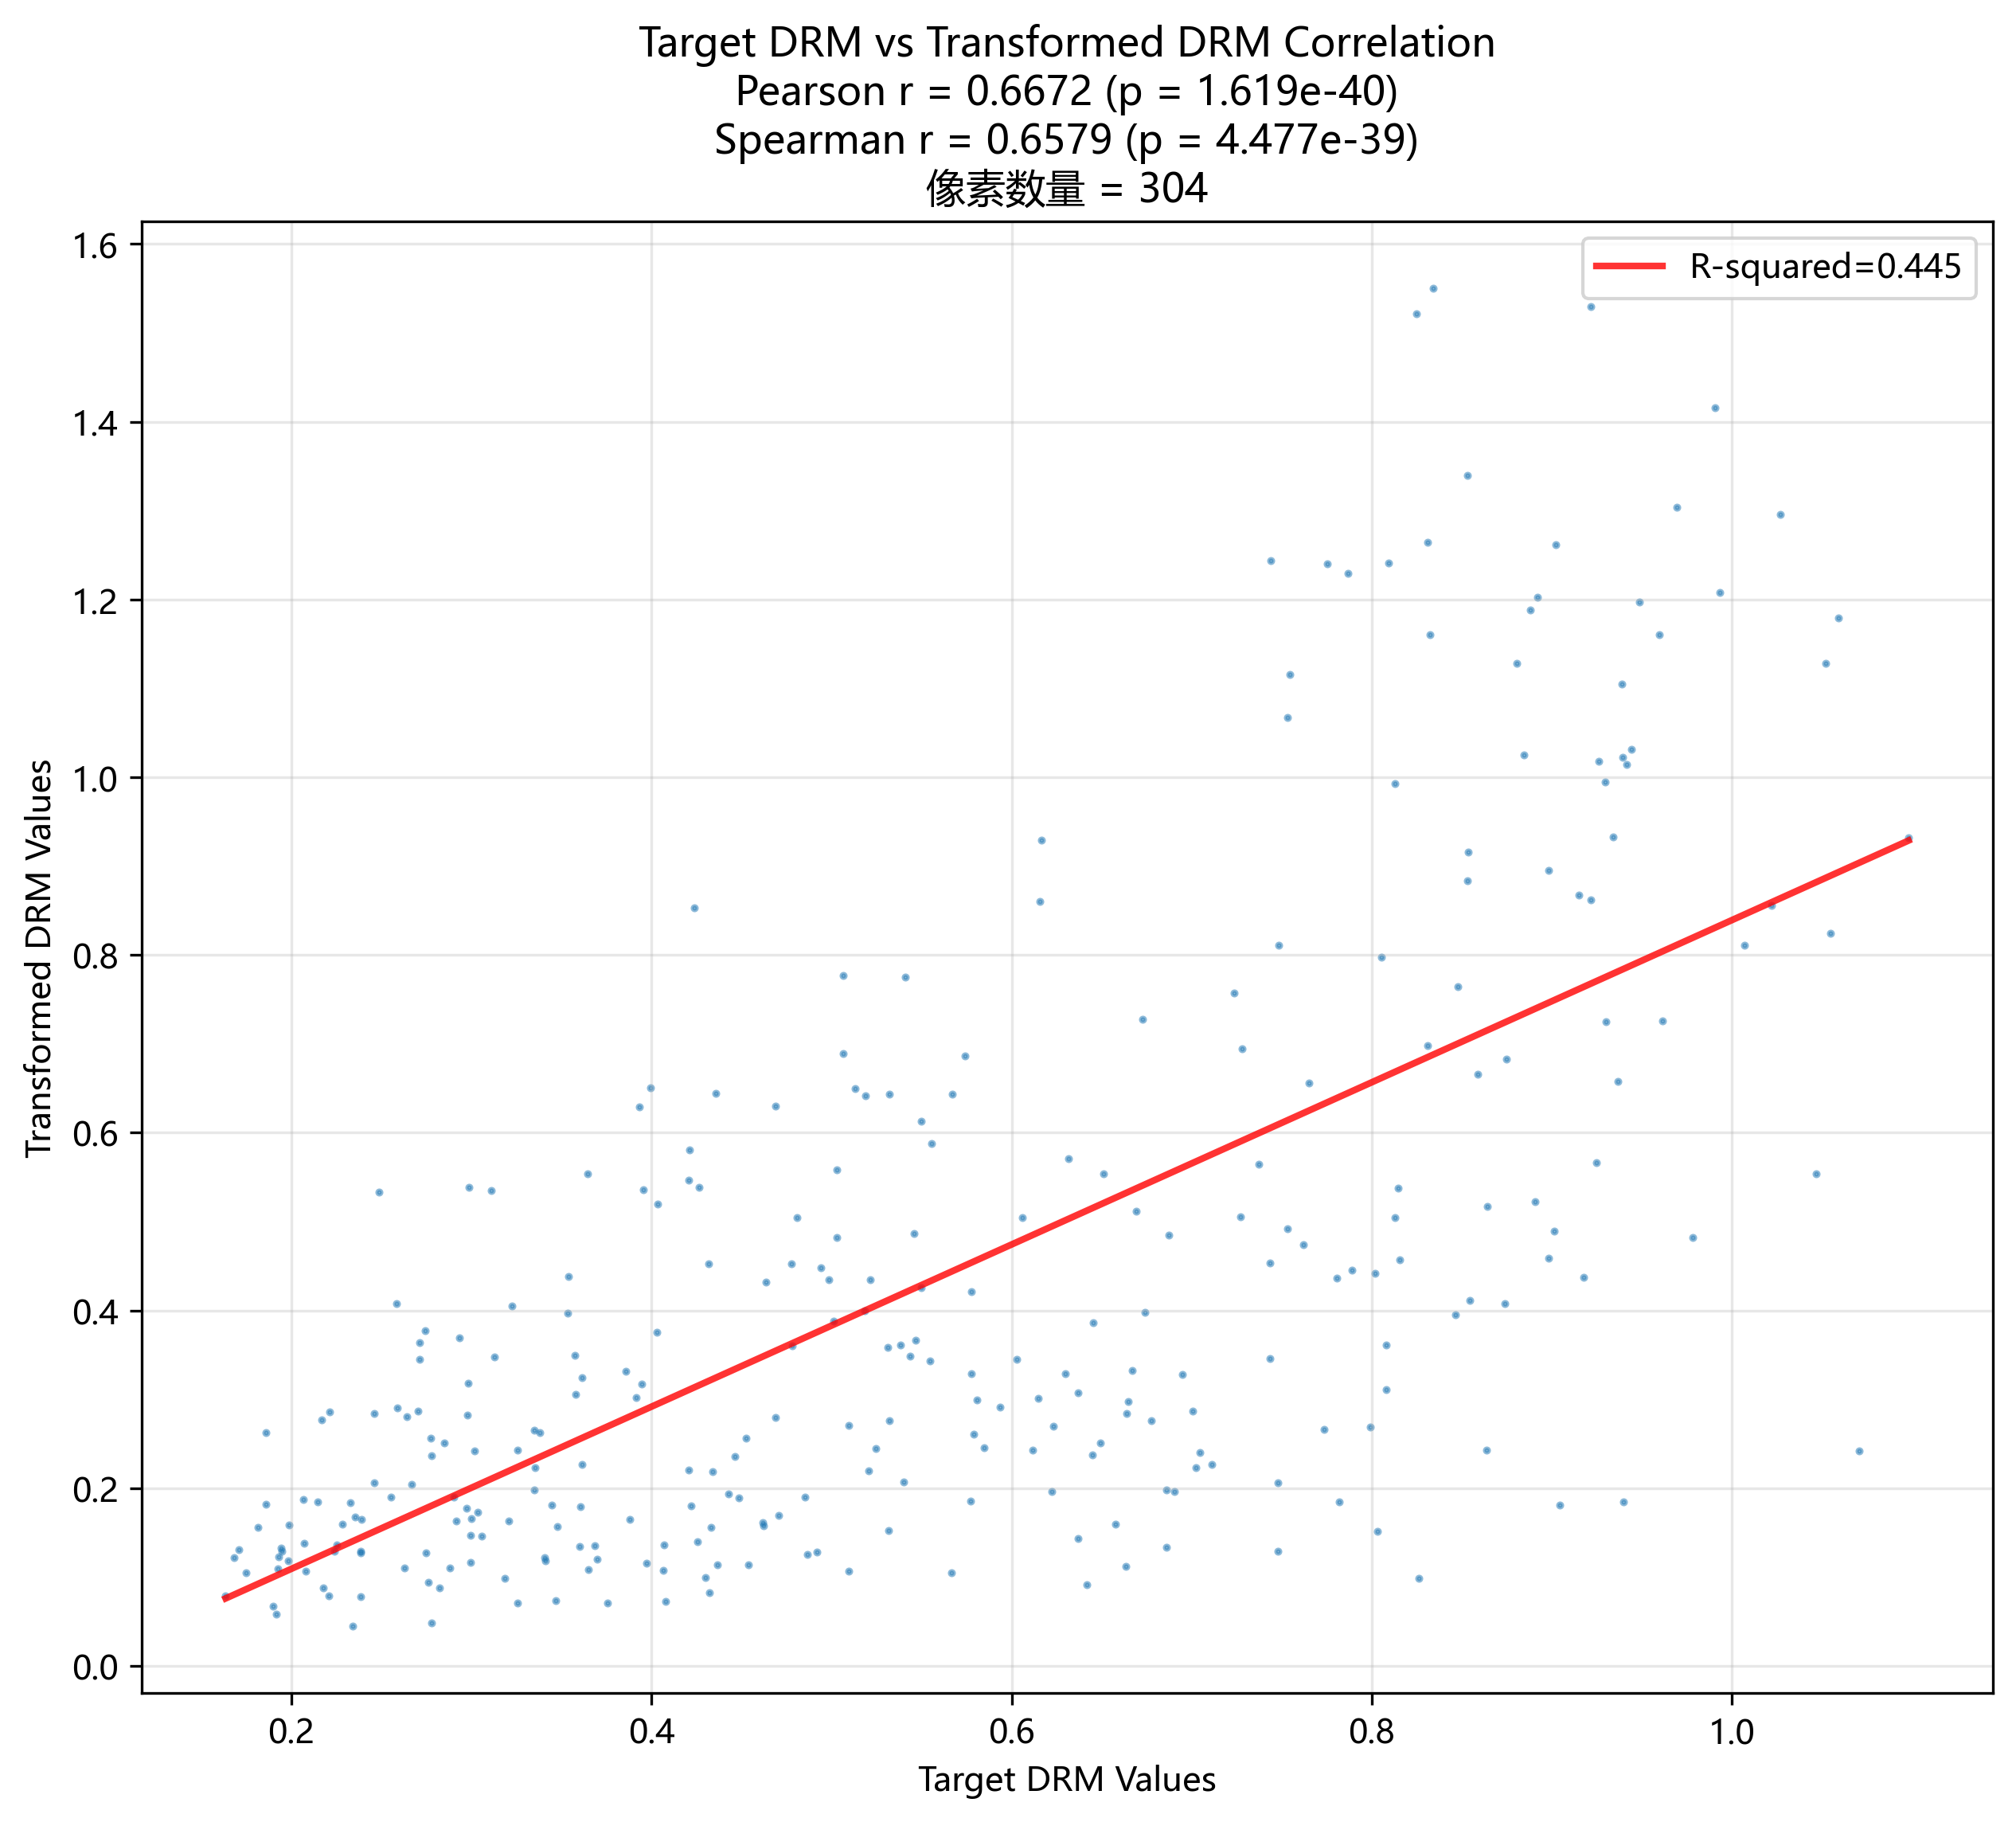 Target DRM vs Transformed DRM Correlation
Pearson r = 0.6672 (p = 1.619e-40)
Spearman r = 0.6579 (p = 4.477e-39)
像素数量 = 304
R-squared=0.445
1.6
1.4
1.2
1.0
0.8
0.6
0.4
0.2
0.0
Transformed DRM Values
0.2 0.4 0.6 0.8 1.0
Target DRM Values